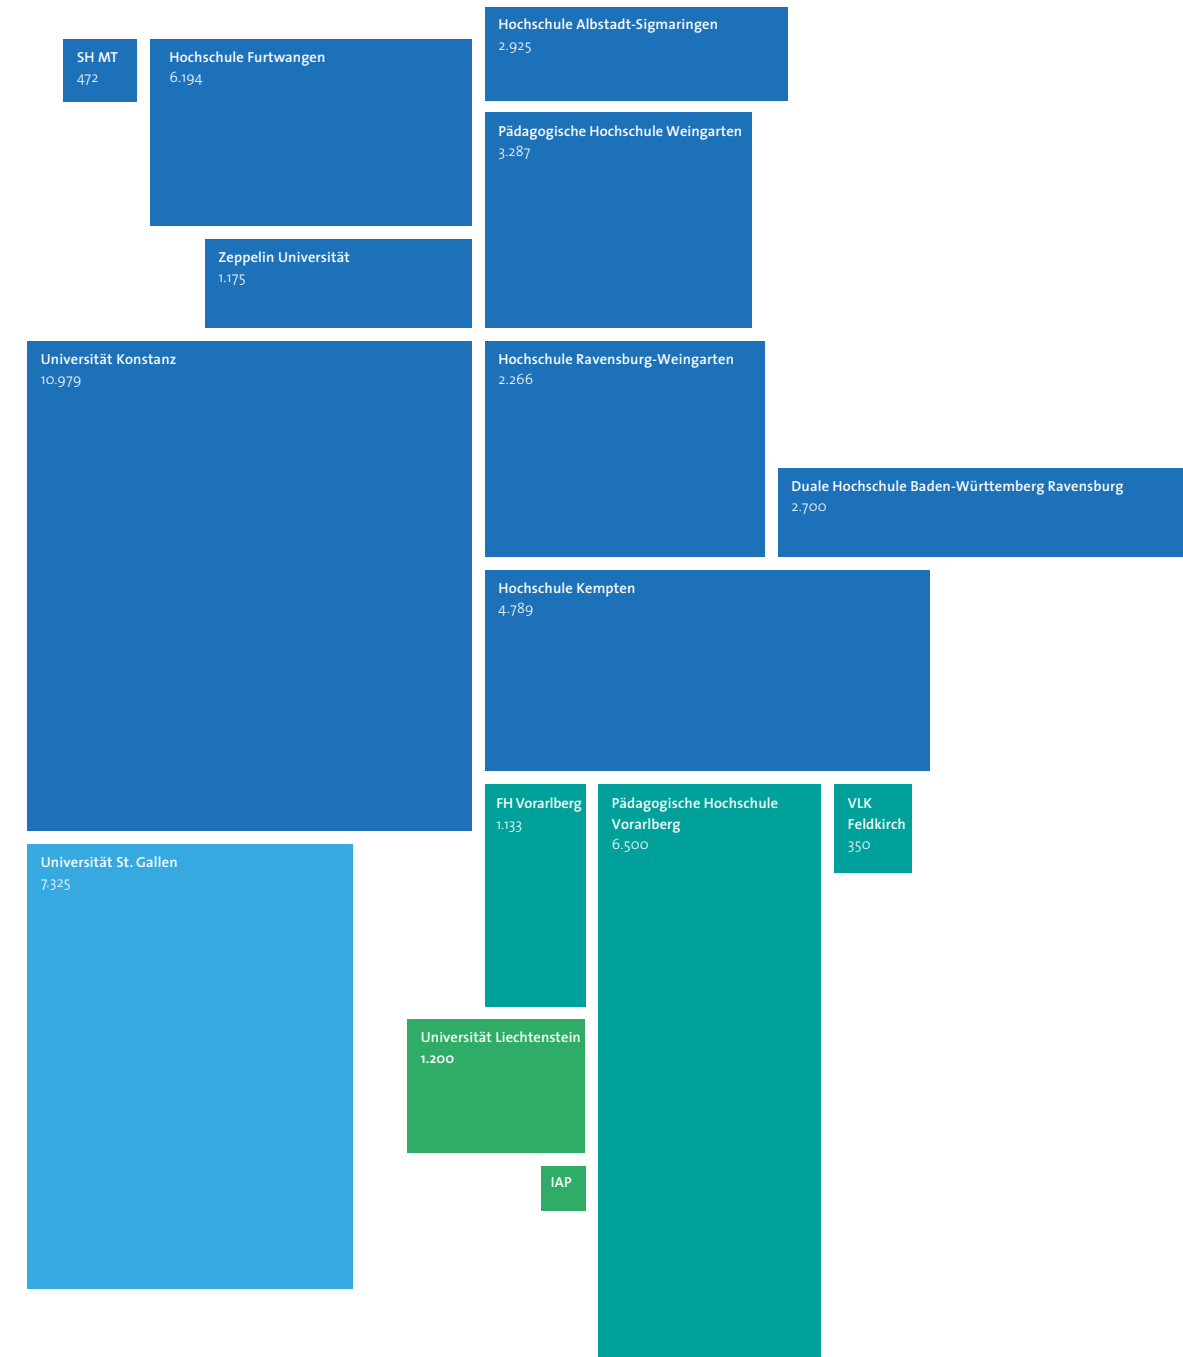 Hochschule Albstadt-Sigmaringen
2.925
SH MT
472
Hochschule Furtwangen
6.194
Pädagogische Hochschule Weingarten
3.287
Zeppelin Universität
1.175
Universität Konstanz
10.979
Hochschule Ravensburg-Weingarten
2.266
Duale Hochschule Baden-Württemberg Ravensburg
2.700
Hochschule Kempten
4.789
FH Vorarlberg
1.133
Pädagogische Hochschule
Vorarlberg
6.500
VLK
Feldkirch
350
Universität St. Gallen
7.325
Universität Liechtenstein
1.200
IAP